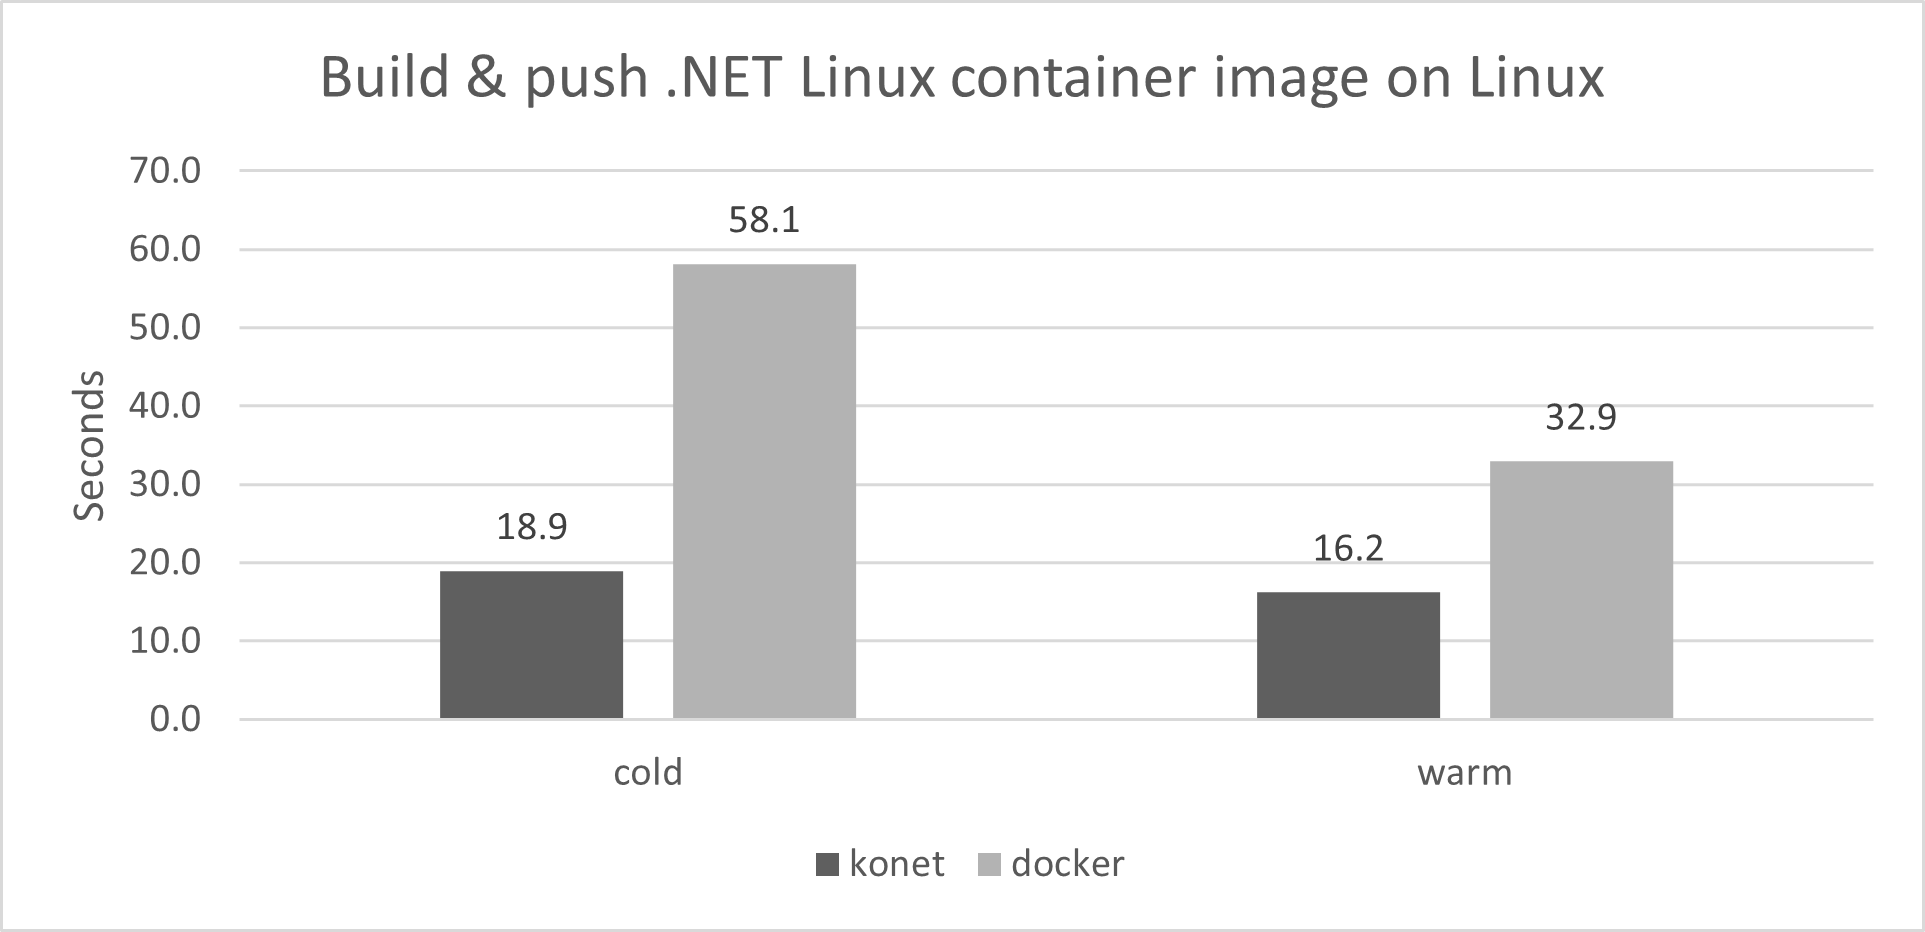 Build & push .NET Linux container image on Linux
70.0
60.0
50.0
40.0
30.0
20.0
10.0
0.0
Seconds
18.9
58.1
16.2
32.9
cold
warm
konet
docker